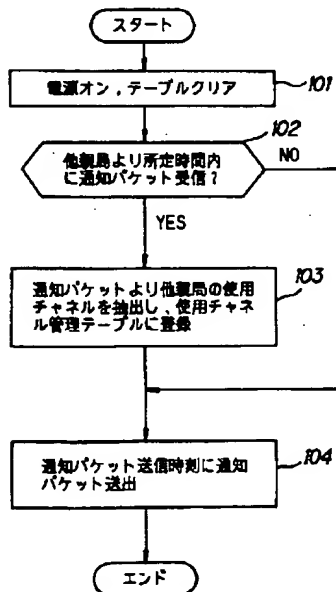 スタート
電源オン,テーブルクリア
101
102
他親局より所定時間内
に通知パケット受信?
NO
YES
通知パケットより他親局の使用
チャネルを抽出し、使用チャネ
ル管理テーブルに登録
103
通知パケット送信時刻に通知
パケット送出
104
エンド